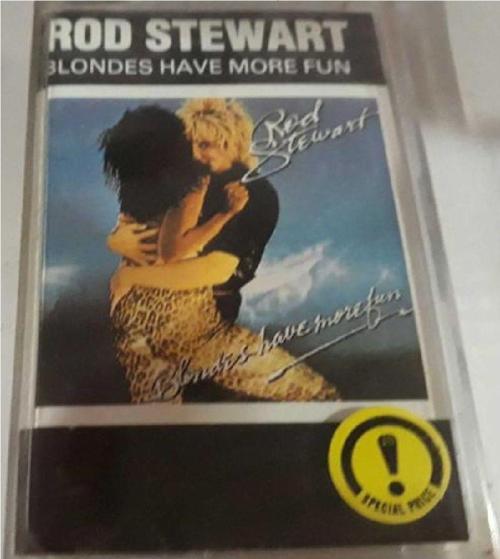 ROD STEWART
BLONDES HAVE MORE FUN
Rod
Stewart
Blondes have more fun
!
SPECIAL PRICE